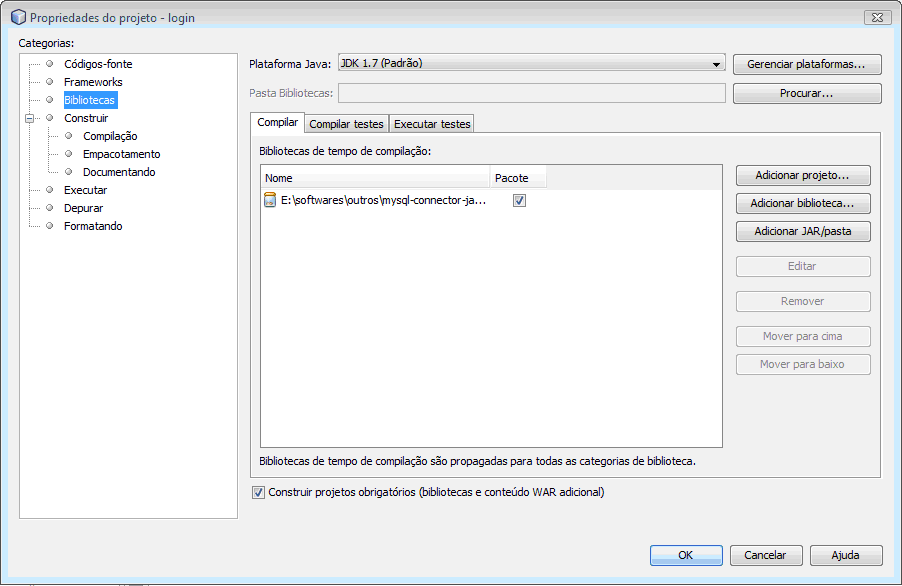 Propriedades do projeto - login
Categorias:
Códigos-fonte
Frameworks
Bibliotecas
Construir
Compilação
Empacotamento
Documentando
Executar
Depurar
Formatando
Plataforma Java: JDK 1.7 (Padrão) Gerenciar plataformas...
Pasta Bibliotecas: Procurar...
Compilar Compilar testes Executar testes
Bibliotecas de tempo de compilação:
Nome Pacote
E:\softwares\outros\mysql-connector-ja...
Adicionar projeto...
Adicionar biblioteca...
Adicionar JAR/pasta
Editar
Remover
Mover para cima
Mover para baixo
Bibliotecas de tempo de compilação são propagadas para todas as categorias de biblioteca.
Construir projetos obrigatórios (bibliotecas e conteúdo WAR adicional)
OK Cancelar Ajuda